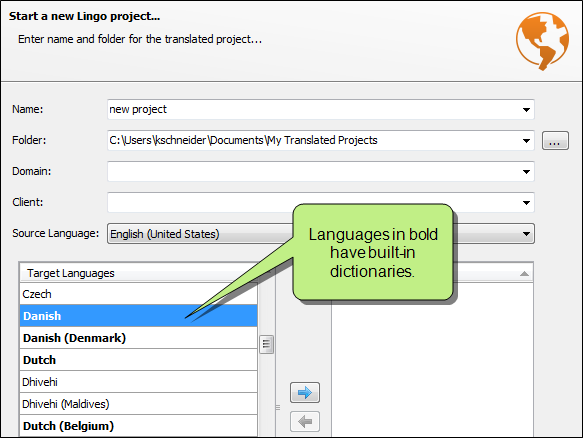 Start a new Lingo project...
Enter name and folder for the translated project...
Name: new project
Folder: C:\Users\kschneider\Documents\My Translated Projects ...
Domain:
Client:
Source Language: English (United States)
Languages in bold
have built-in
dictionaries.
Target Languages
Czech
Danish
Danish (Denmark)
Dutch
Dhivehi
Dhivehi (Maldives)
Dutch (Belgium)